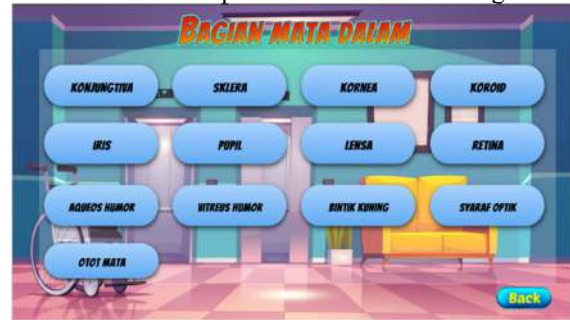 BAGIAN MATA DALAM
KONJUNGTIVA SKLERA KORNEA KOROID
IRIS PUPIL LENSA RETINA
AQUEOS HUMOR VITREUS HUMOR BINTIK KUNING SYARAF OPTIK
OTOT MATA
Back